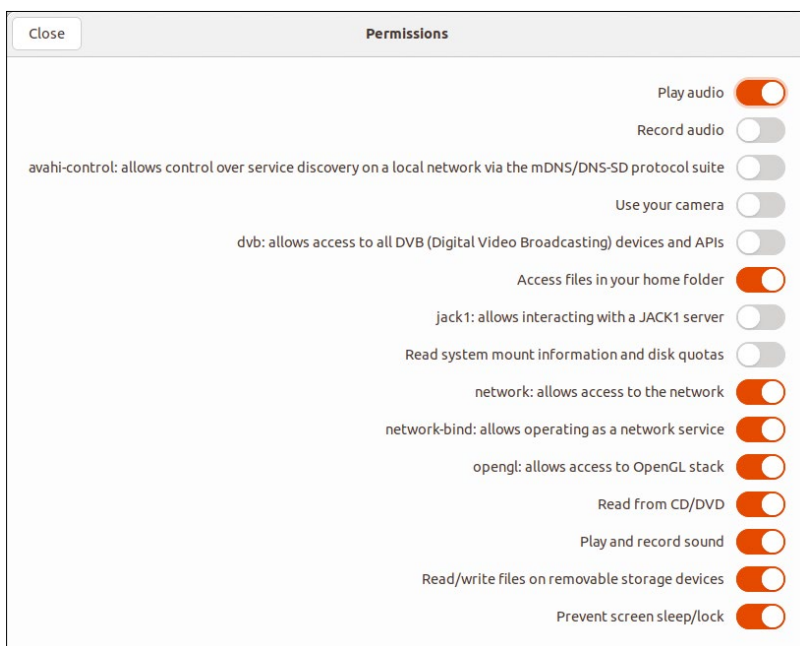 Close
Permissions
Play audio
Record audio
avahi-control: allows control over service discovery on a local network via the mDNS/DNS-SD protocol suite
Use your camera
dvb: allows access to all DVB (Digital Video Broadcasting) devices and APIs
Access files in your home folder
jack1: allows interacting with a JACK1 server
Read system mount information and disk quotas
network: allows access to the network
network-bind: allows operating as a network service
opengl: allows access to OpenGL stack
Read from CD/DVD
Play and record sound
Read/write files on removable storage devices
Prevent screen sleep/lock